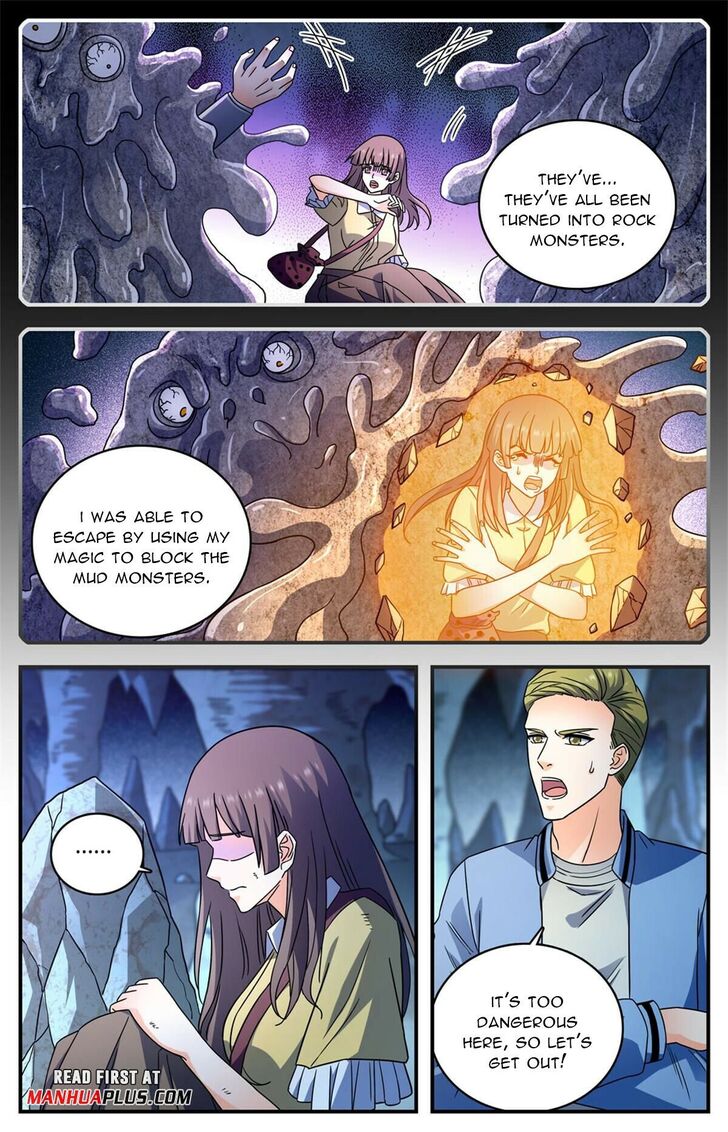 THEY'VE...
THEY'VE ALL BEEN
TURNED INTO ROCK
MONSTERS.
I WAS ABLE TO
ESCAPE BY USING MY
MAGIC TO BLOCK THE
MUD MONSTERS.
......
IT'S TOO
DANGEROUS
HERE, SO LET'S
GET OUT!
READ FIRST AT
MANHUAPLUS.COM